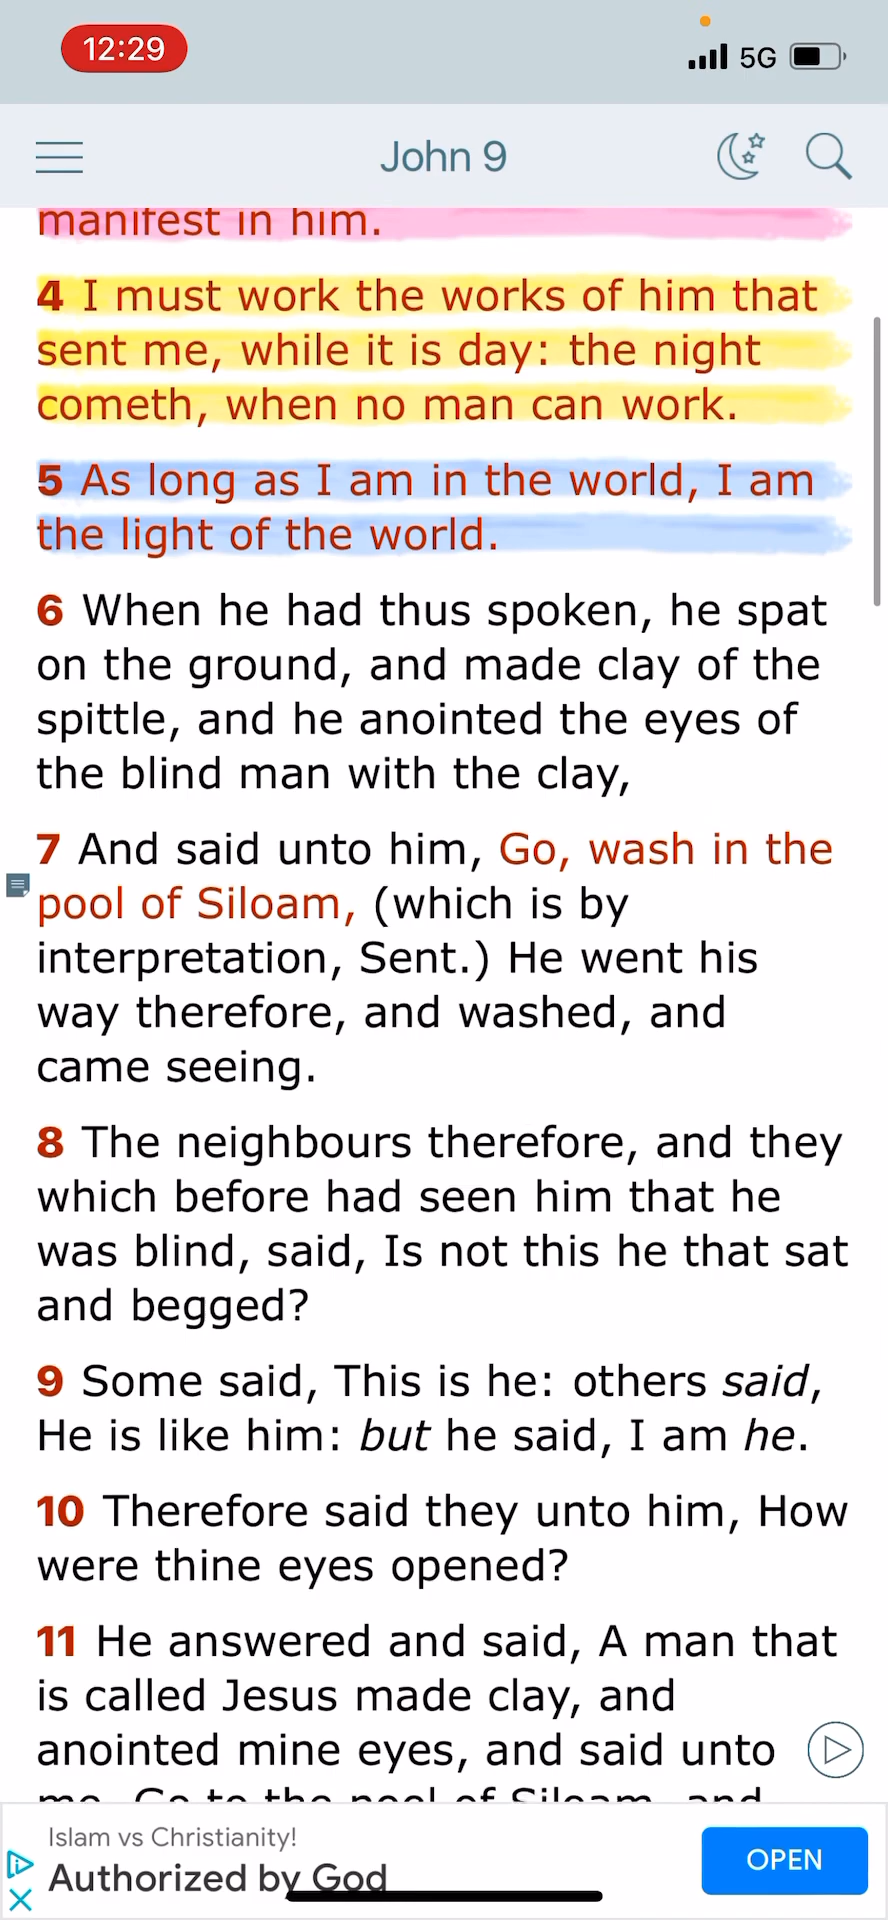 12:29
5G
John 9
manifest in him.
4 I must work the works of him that
sent me, while it is day: the night
cometh, when no man can work.
5 As long as I am in the world, I am
the light of the world.
6 When he had thus spoken, he spat
on the ground, and made clay of the
spittle, and he anointed the eyes of
the blind man with the clay,
7 And said unto him, Go, wash in the
pool of Siloam, (which is by
interpretation, Sent.) He went his
way therefore, and washed, and
came seeing.
8 The neighbours therefore, and they
which before had seen him that he
was blind, said, Is not this he that sat
and begged?
9 Some said, This is he: others said,
He is like him: but he said, I am he.
10 Therefore said they unto him, How
were thine eyes opened?
11 He answered and said, A man that
is called Jesus made clay, and
anointed mine eyes, and said unto
me, Go to the pool of Siloam, and
Islam vs Christianity!
Authorized by God
OPEN